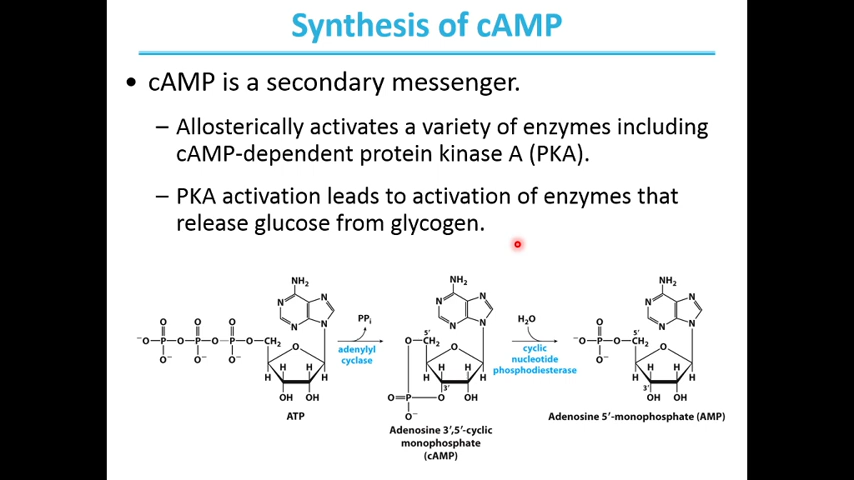 Synthesis of cAMP
• cAMP is a secondary messenger.
– Allosterically activates a variety of enzymes including
cAMP-dependent protein kinase A (PKA).
– PKA activation leads to activation of enzymes that
release glucose from glycogen.
NH₂
N
N
N
N
O
O
O
⁻O—P—O—P—O—P—O—CH₂
O⁻
O⁻
O⁻
O
H
H
H
H
OH
OH
ATP
PPᵢ
adenylyl
cyclase
NH₂
N
N
N
N
5′
O—CH₂
O
H
H
H
H
3′
O=P—O
OH
O⁻
Adenosine 3′,5′-cyclic
monophosphate
(cAMP)
H₂O
cyclic
nucleotide
phosphodiesterase
NH₂
N
N
N
N
O
5′
⁻O—P—O—CH₂
O⁻
O
H
H
H
H
3′
OH
OH
Adenosine 5′-monophosphate (AMP)